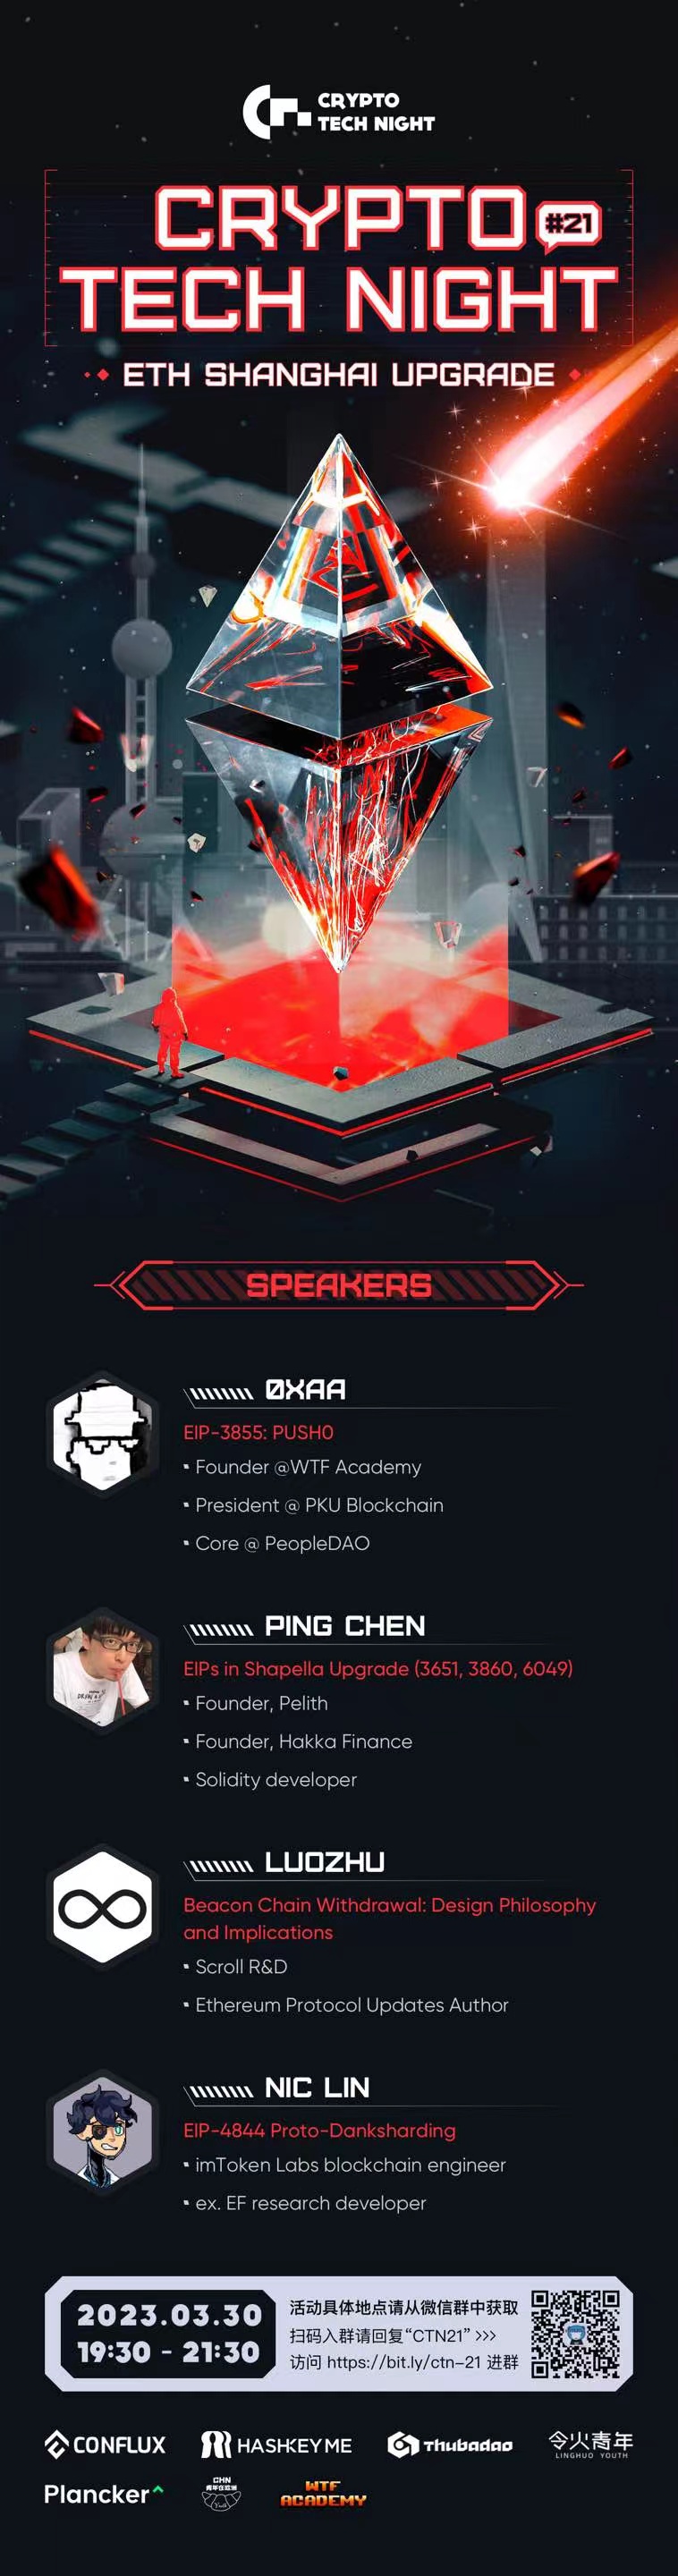 CRYPTO
TECH NIGHT
CRYPTO #21
TECH NIGHT
ETH SHANGHAI UPGRADE
SPEAKERS
0XAA
EIP-3855: PUSH0
Founder @WTF Academy
President @ PKU Blockchain
Core @ PeopleDAO
PING CHEN
EIPs in Shapella Upgrade (3651, 3860, 6049)
Founder, Pelith
Founder, Hakka Finance
Solidity developer
LUOZHU
Beacon Chain Withdrawal: Design Philosophy
and Implications
Scroll R&D
Ethereum Protocol Updates Author
NIC LIN
EIP-4844 Proto-Danksharding
imToken Labs blockchain engineer
ex. EF research developer
2023.03.30
19:30 - 21:30
活动具体地点请从微信群中获取
扫码入群请回复“CTN21” >>>
访问 https://bit.ly/ctn-21 进群
CONFLUX
HASHKEY ME
THUBADAO
令火青年
LINGHUO YOUTH
Plancker
CHN
WTF
ACADEMY